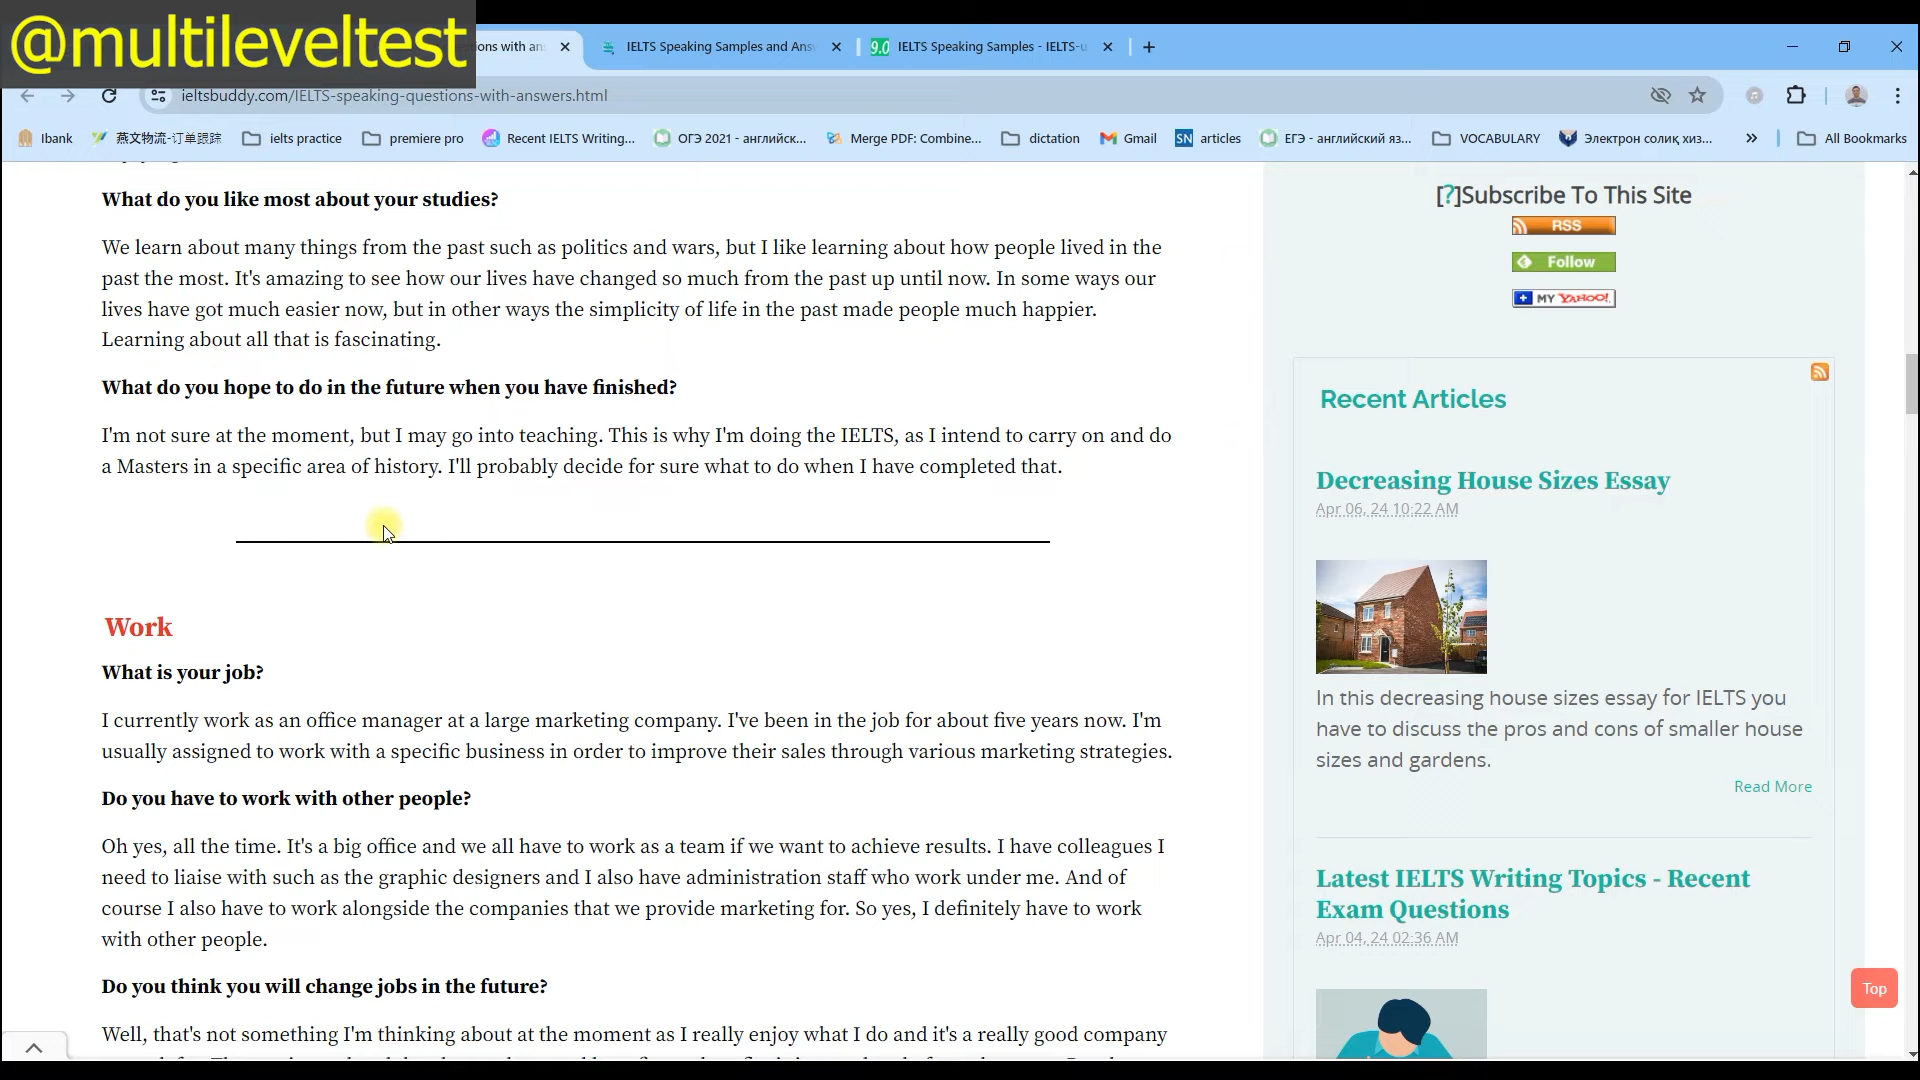 @multileveltest
ons with an
IELTS Speaking Samples and Ans
9.0 IELTS Speaking Samples - IELTS-u
ieltsbuddy.com/IELTS-speaking-questions-with-answers.html
Ibank
燕文物流-订单跟踪
ielts practice
premiere pro
Recent IELTS Writing...
ОГЭ 2021 - английск...
Merge PDF: Combine...
dictation
Gmail
SN articles
ЕГЭ - английский яз...
VOCABULARY
Электрон солиқ хиз...
All Bookmarks
What do you like most about your studies?
We learn about many things from the past such as politics and wars, but I like learning about how people lived in the
past the most. It's amazing to see how our lives have changed so much from the past up until now. In some ways our
lives have got much easier now, but in other ways the simplicity of life in the past made people much happier.
Learning about all that is fascinating.
What do you hope to do in the future when you have finished?
I'm not sure at the moment, but I may go into teaching. This is why I'm doing the IELTS, as I intend to carry on and do
a Masters in a specific area of history. I'll probably decide for sure what to do when I have completed that.
Work
What is your job?
I currently work as an office manager at a large marketing company. I've been in the job for about five years now. I'm
usually assigned to work with a specific business in order to improve their sales through various marketing strategies.
Do you have to work with other people?
Oh yes, all the time. It's a big office and we all have to work as a team if we want to achieve results. I have colleagues I
need to liaise with such as the graphic designers and I also have administration staff who work under me. And of
course I also have to work alongside the companies that we provide marketing for. So yes, I definitely have to work
with other people.
Do you think you will change jobs in the future?
Well, that's not something I'm thinking about at the moment as I really enjoy what I do and it's a really good company
[?]Subscribe To This Site
RSS
Follow
MY YAHOO!
Recent Articles
Decreasing House Sizes Essay
Apr 06, 24 10:22 AM
In this decreasing house sizes essay for IELTS you
have to discuss the pros and cons of smaller house
sizes and gardens.
Read More
Latest IELTS Writing Topics - Recent
Exam Questions
Apr 04, 24 02:36 AM
Top